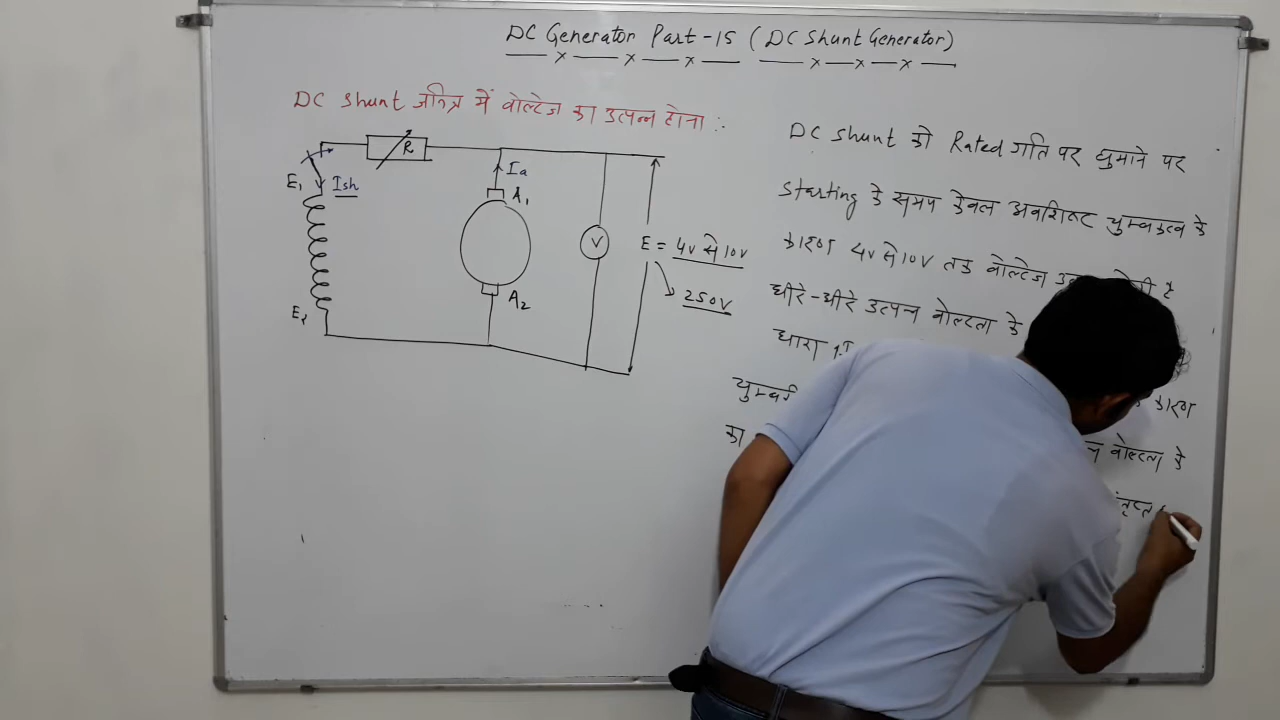 DC Generator Part-15 (DC Shunt Generator)
DC Shunt जनित्र में वोल्टेज का उत्पन्न होना :-
R
E₁
Ish
Ia
A₁
V
E = 4V से 10V
250V
A₂
E₂
DC Shunt को Rated गति पर घुमाने पर
Starting के समय केवल अवशिष्ट चुम्बकत्व के
कारण 4V से 10V तक वोल्टेज
है
धीरे-धीरे उत्पन्न वोल्टता के
धारा
कारण
का
वोल्टता के